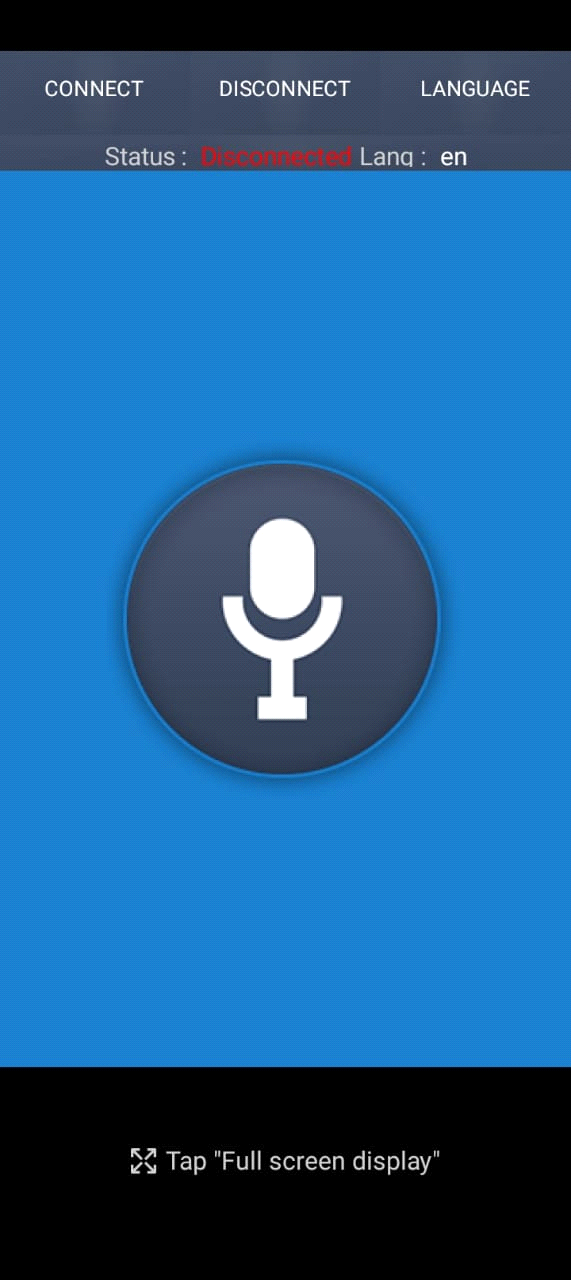 CONNECT DISCONNECT LANGUAGE
Status : Disconnected Lang : en
Tap "Full screen display"